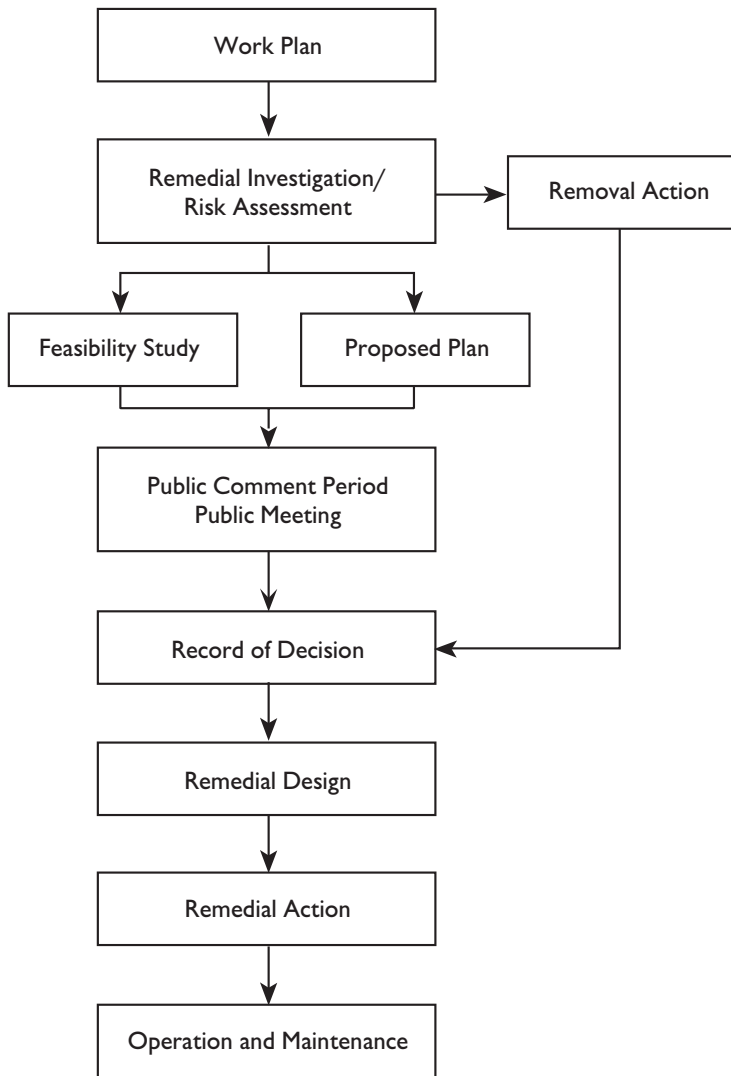 Work Plan
Remedial Investigation/
Risk Assessment
Removal Action
Feasibility Study
Proposed Plan
Public Comment Period
Public Meeting
Record of Decision
Remedial Design
Remedial Action
Operation and Maintenance